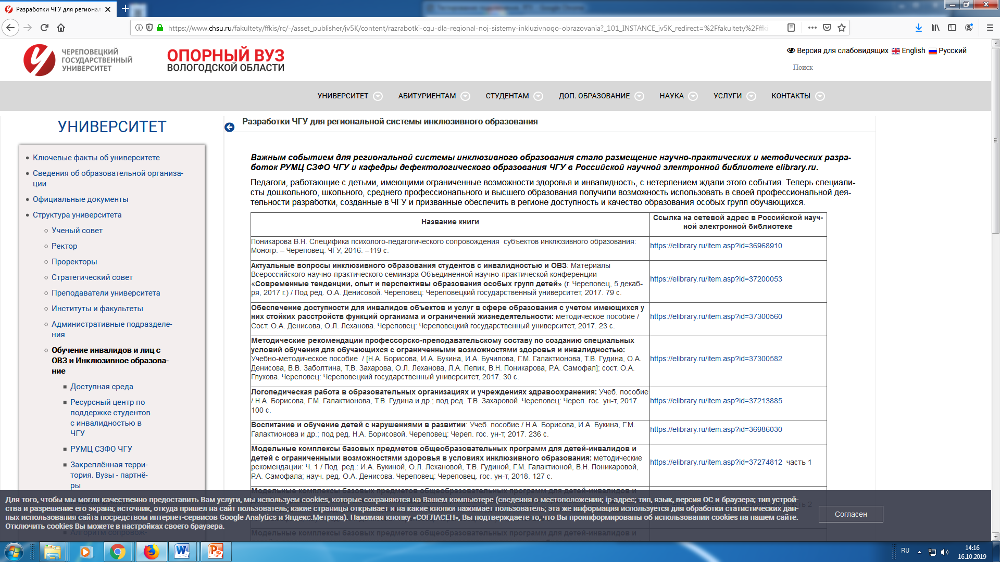 Разработки ЧГУ для регионал
https://www.chsu.ru/fakultety/ffkis/rc/-/asset_publisher/jv5K/content/razrabotki-cgu-dla-regional-noj-sistemy-inkluzivnogo-obrazovania?_101_INSTANCE_jv5K_redirect=%2Ffakultety%2Fffki
ЧЕРЕПОВЕЦКИЙ
ГОСУДАРСТВЕННЫЙ
УНИВЕРСИТЕТ
ОПОРНЫЙ ВУЗ
ВОЛОГОДСКОЙ ОБЛАСТИ
Версия для слабовидящих English Русский
Поиск
УНИВЕРСИТЕТ АБИТУРИЕНТАМ СТУДЕНТАМ ДОП. ОБРАЗОВАНИЕ НАУКА УСЛУГИ КОНТАКТЫ
УНИВЕРСИТЕТ
Ключевые факты об университете
Сведения об образовательной организа-
ции
Официальные документы
Структура университета
Ученый совет
Ректор
Проректоры
Стратегический совет
Преподаватели университета
Институты и факультеты
Административные подразделе-
ния
Обучение инвалидов и лиц с
ОВЗ и Инклюзивное образова-
ние
Доступная среда
Ресурсный центр по
поддержке студентов
с инвалидностью в
ЧГУ
РУМЦ СЗФО ЧГУ
Закреплённая терри-
тория. Вузы - партнё-
ры
Алгоритм сопровож-
Разработки ЧГУ для региональной системы инклюзивного образования
Важным событием для региональной системы инклюзивного образования стало размещение научно-практических и методических разра-
боток РУМЦ СЗФО ЧГУ и кафедры дефектологического образования ЧГУ в Российской научной электронной библиотеке elibrary.ru.
Педагоги, работающие с детьми, имеющими ограниченные возможности здоровья и инвалидность, с нетерпением ждали этого события. Теперь специали-
сты дошкольного, школьного, среднего профессионального и высшего образования получили возможность использовать в своей профессиональной дея-
тельности разработки, созданные в ЧГУ и призванные обеспечить в регионе доступность и качество образования особых групп обучающихся.
Название книги
Ссылка на сетевой адрес в Российской науч-
ной электронной библиотеке
Поникарова В.Н. Специфика психолого-педагогического сопровождения  субъектов инклюзивного образования:
Моногр. – Череповец: ЧГУ, 2016. –119 с.
https://elibrary.ru/item.asp?id=36968910
Актуальные вопросы инклюзивного образования студентов с инвалидностью и ОВЗ: Материалы
Всероссийского научно-практического семинара Объединенной научно-практической конференции
«Современные тенденции, опыт и перспективы образования особых групп детей» (г. Череповец, 5 декаб-
ря, 2017 г.) / Под ред. О.А. Денисовой. Череповец: Череповецкий государственный университет, 2017. 79 с.
https://elibrary.ru/item.asp?id=37200053
Обеспечение доступности для инвалидов объектов и услуг в сфере образования с учетом имеющихся у
них стойких расстройств функций организма и ограничений жизнедеятельности: методическое пособие /
Сост. О.А. Денисова, О.Л. Леханова. Череповец: Череповецкий государственный университет, 2017. 23 с.
https://elibrary.ru/item.asp?id=37300560
Методические рекомендации профессорско-преподавательскому составу по созданию специальных
условий обучения для обучающихся с ограниченными возможностями здоровья и инвалидностью:
Учебно-методическое пособие  / [Н.А. Борисова, И.А. Букина, И.А. Бучилова, Г.М. Галактионова, Т.В. Гудина, О.А.
Денисова, В.В. Заболтина, Т.В. Захарова, О.Л. Леханова, Л.А. Пепик, В.Н. Поникарова, Р.А. Самофал]; сост. О.А.
Глухова. Череповец: Череповецкий государственный университет, 2017. 30 с.
https://elibrary.ru/item.asp?id=37300582
Логопедическая работа в образовательных организациях и учреждениях здравоохранения: Учеб. пособие
/ Н.А. Борисова, Г.М. Галактионова, Т.В. Гудина и др.; под ред. Т.В. Захаровой. Череповец: Череп. гос. ун-т, 2017.
100 с.
https://elibrary.ru/item.asp?id=37213885
Воспитание и обучение детей с нарушениями в развитии: Учеб. пособие / Н.А. Борисова, И.А. Букина, Г.М.
Галактионова и др.; под ред. Н.А. Борисовой. Череповец: Череп. гос. ун-т, 2017. 236 с.
https://elibrary.ru/item.asp?id=36986030
Модельные комплексы базовых предметов общеобразовательных программ для детей-инвалидов и
детей с ограниченными возможностями здоровья в условиях инклюзивного образования: методические
рекомендации: Ч. 1 / Под  ред.: И.А. Букиной, О.Л. Лехановой, Т.В. Гудиной, Г.М. Галактионой, В.Н. Поникаровой,
Р.А. Самофала; науч. ред. О.А. Денисова. Череповец: Череповец. гос. ун-т, 2018. 127 с.
https://elibrary.ru/item.asp?id=37274812  часть 1
Модельные комплексы базовых предметов общеобразовательных программ для детей-инвалидов и
Модельные комплексы базовых предметов общеобразовательных программ для детей-инвалидов и
Для того, чтобы мы могли качественно предоставить Вам услуги, мы используем cookies, которые сохраняются на Вашем компьютере (сведения о местоположении; ip-адрес; тип, язык, версия ОС и браузера; тип устрой-
ства и разрешение его экрана; источник, откуда пришел на сайт пользователь; какие страницы открывает и на какие кнопки нажимает пользователь; эта же информация используется для обработки статистических дан-
ных использования сайта посредством интернет-сервисов Google Analytics и Яндекс.Метрика). Нажимая кнопку «СОГЛАСЕН», Вы подтверждаете то, что Вы проинформированы об использовании cookies на нашем сайте.
Отключить cookies Вы можете в настройках своего браузера.
Согласен
RU
14:16
16.10.2019